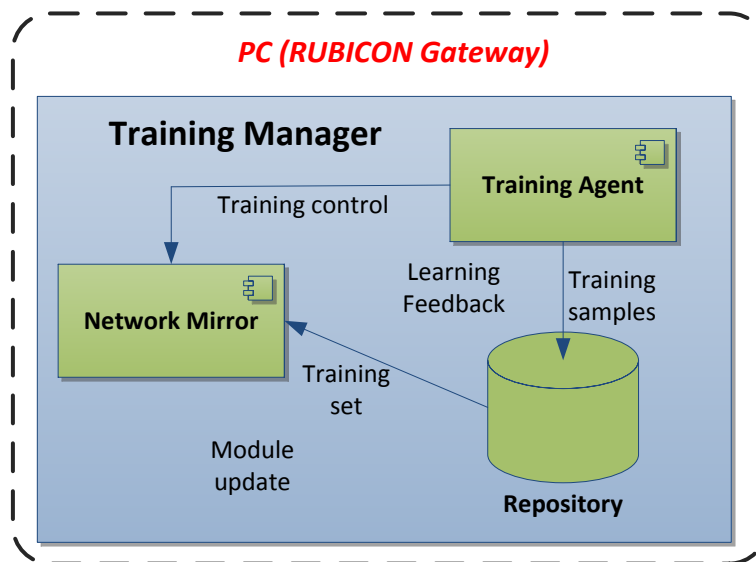 PC (RUBICON Gateway)
Training Manager
Training Agent
Training control
Learning
Feedback
Training
samples
Network Mirror
Training
set
Module
update
Repository